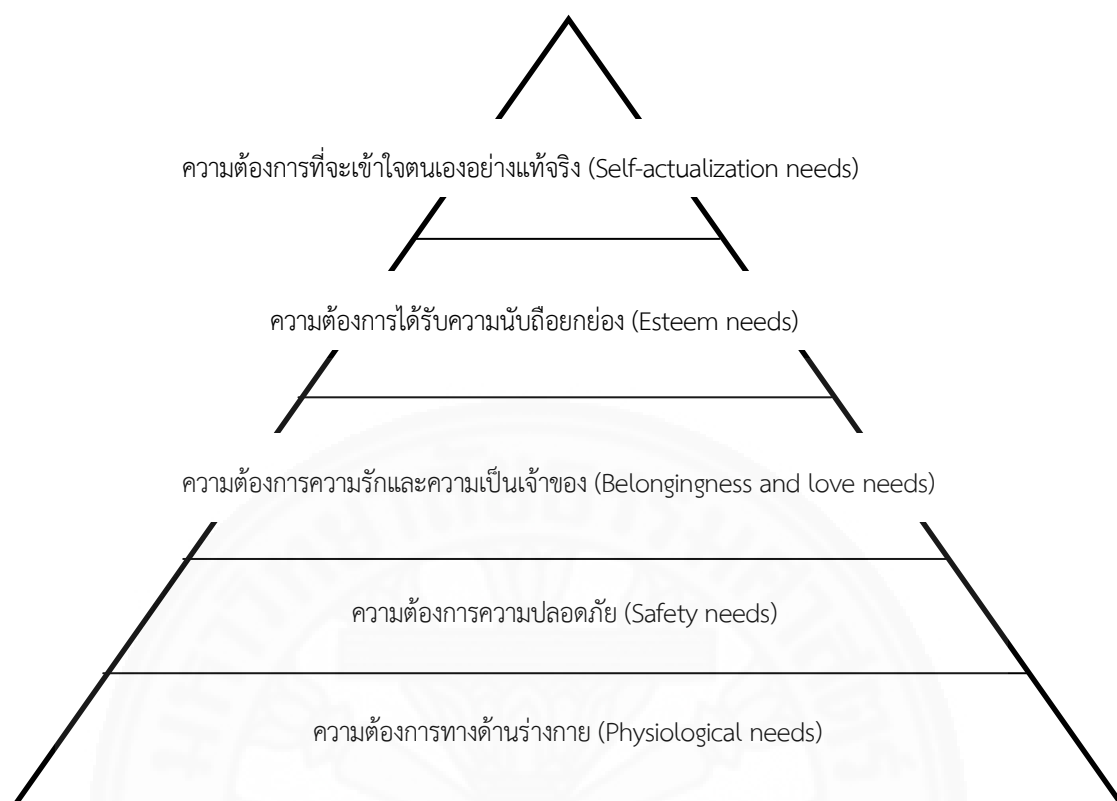 ความต้องการที่จะเข้าใจตนเองอย่างแท้จริง (Self-actualization needs)
ความต้องการได้รับความนับถือยกย่อง (Esteem needs)
ความต้องการความรักและความเป็นเจ้าของ (Belongingness and love needs)
ความต้องการความปลอดภัย (Safety needs)
ความต้องการทางด้านร่างกาย (Physiological needs)